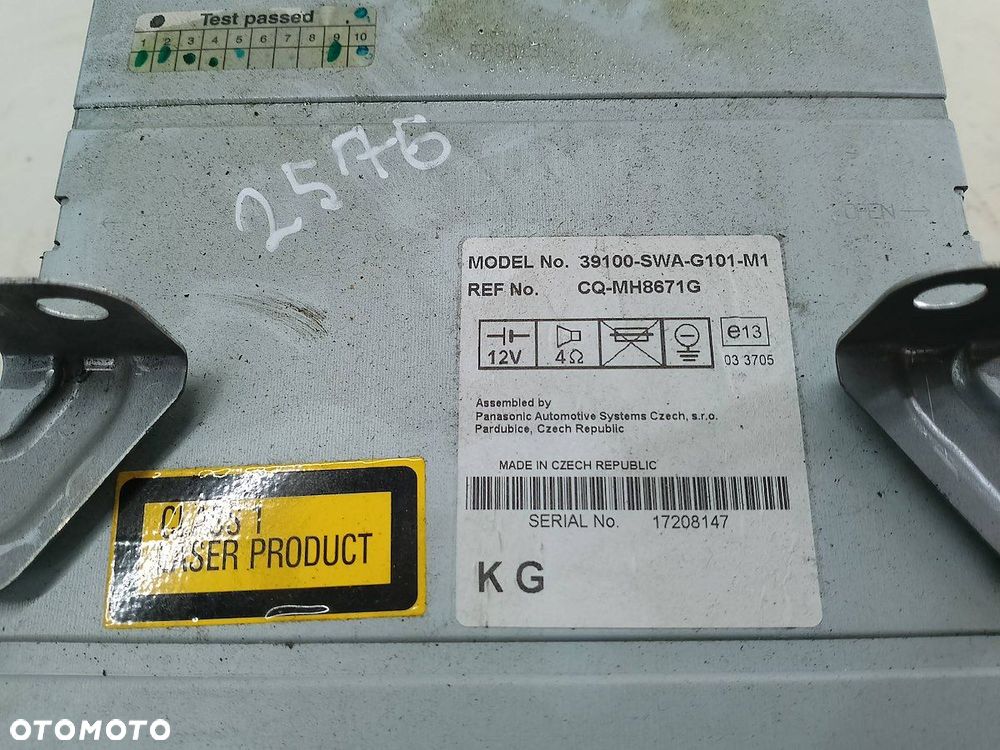 Test passed
1 2 3 4 5 6 7 8 9 10
2576
OPEN
MODEL No. 39100-SWA-G101-M1
REF No. CQ-MH8671G
12V 4Ω e13
03 3705
Assembled by
Panasonic Automotive Systems Czech, s.r.o.
Pardubice, Czech Republic
MADE IN CZECH REPUBLIC
SERIAL No. 17208147
KG
CLASS 1
LASER PRODUCT
OTOMOTO